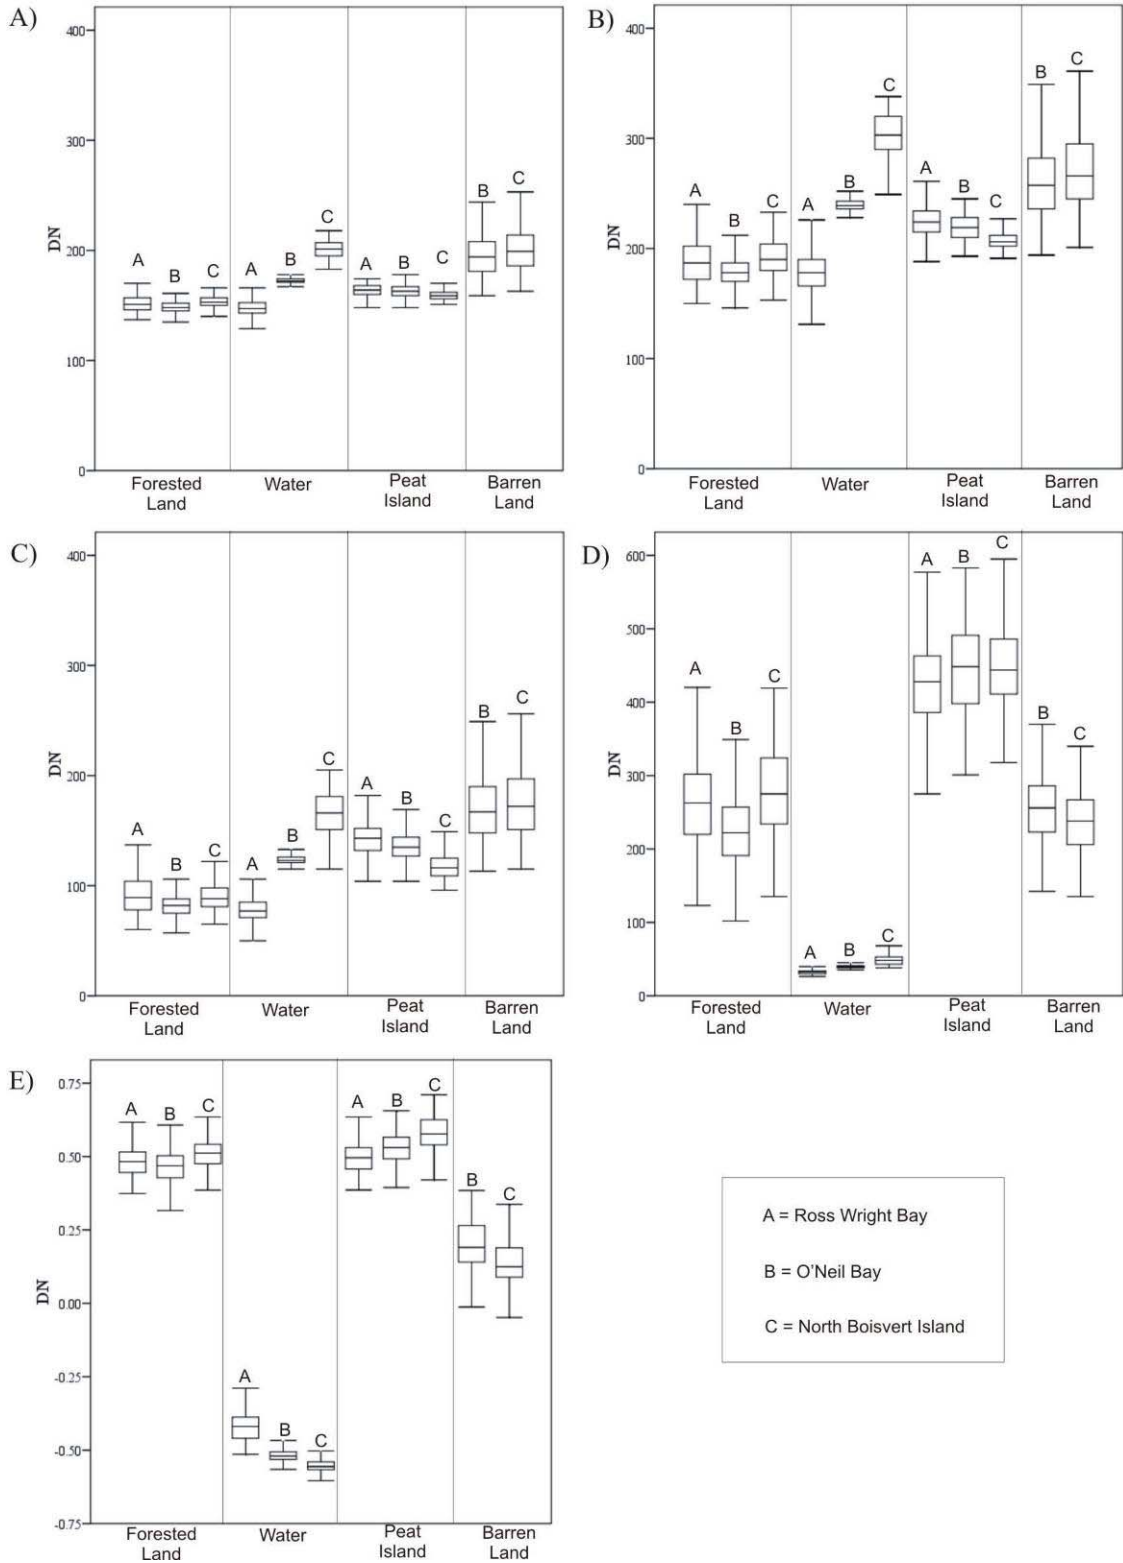 A)
400
300
200
100
0
DN
A
B
C
A
B
C
A
B
C
B
C
Forested
Land
Water
Peat
Island
Barren
Land
B)
400
300
200
100
0
DN
A
B
C
A
B
C
A
B
C
B
C
Forested
Land
Water
Peat
Island
Barren
Land
C)
400
300
200
100
0
DN
A
B
C
A
B
C
A
B
C
B
C
Forested
Land
Water
Peat
Island
Barren
Land
D)
600
500
400
300
200
100
0
DN
A
B
C
A
B
C
A
B
C
B
C
Forested
Land
Water
Peat
Island
Barren
Land
E)
0.75
0.50
0.25
0.00
-0.25
-0.50
-0.75
DN
A
B
C
A
B
C
A
B
C
B
C
Forested
Land
Water
Peat
Island
Barren
Land
A = Ross Wright Bay
B = O'Neil Bay
C = North Boisvert Island